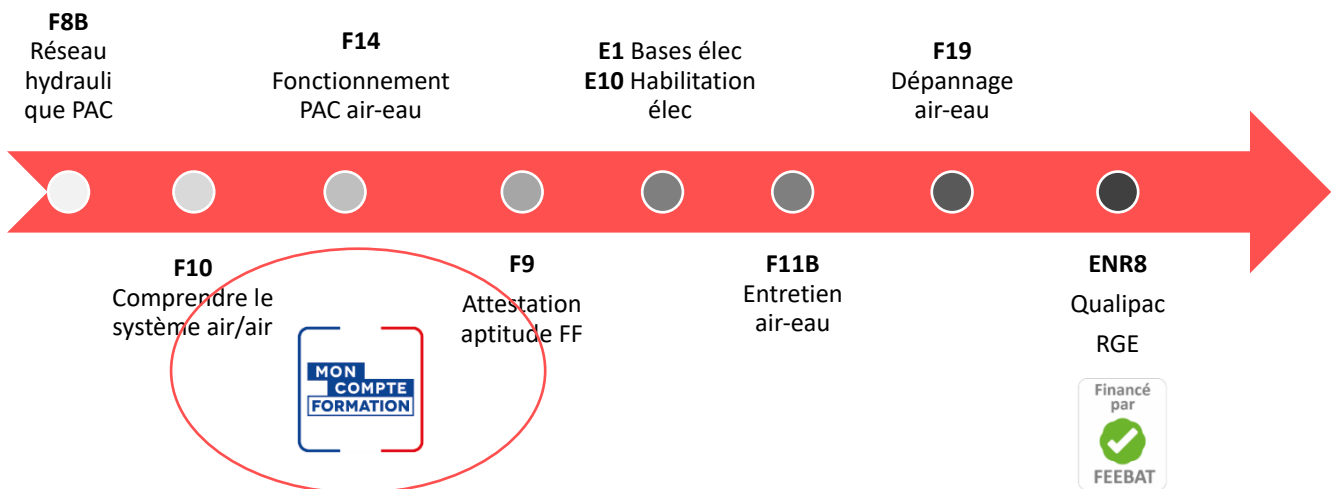 F8B
Réseau
hydrauli
que PAC
F14
Fonctionnement
PAC air-eau
E1 Bases élec
E10 Habilitation
élec
F19
Dépannage
air-eau
F10
Comprendre le
système air/air
MON
COMPTE
FORMATION
F9
Attestation
aptitude FF
F11B
Entretien
air-eau
ENR8
Qualipac
RGE
Financé
par
FEEBAT